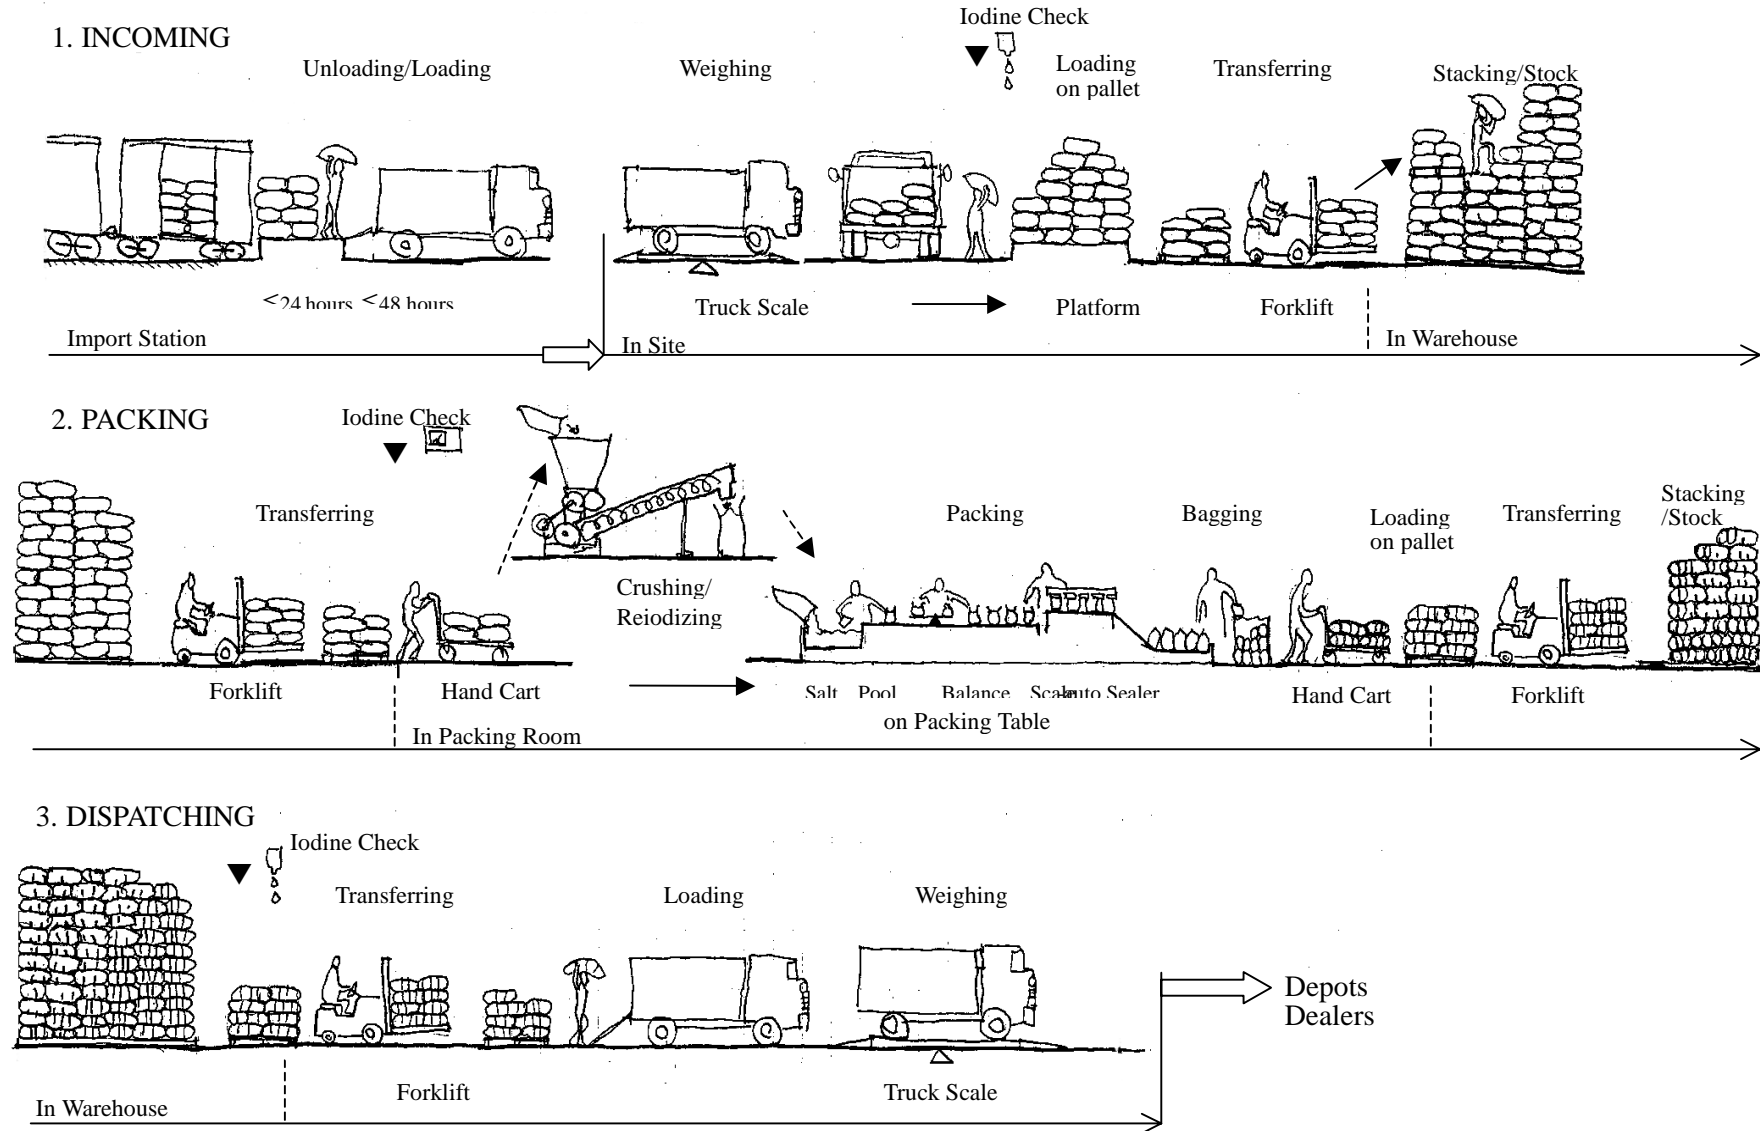 1. INCOMING
Iodine Check
Unloading/Loading
Weighing
Loading
on pallet
Transferring
Stacking/Stock
<24 hours <48 hours
Truck Scale
Platform
Forklift
Import Station
In Site
In Warehouse
2. PACKING
Iodine Check
Transferring
Crushing/
Reiodizing
Packing
Bagging
Loading
on pallet
Transferring
Stacking
/Stock
Forklift
Hand Cart
Salt Pool Balance Scale Auto Sealer
on Packing Table
Hand Cart
Forklift
In Packing Room
3. DISPATCHING
Iodine Check
Transferring
Loading
Weighing
Depots
Dealers
Forklift
Truck Scale
In Warehouse